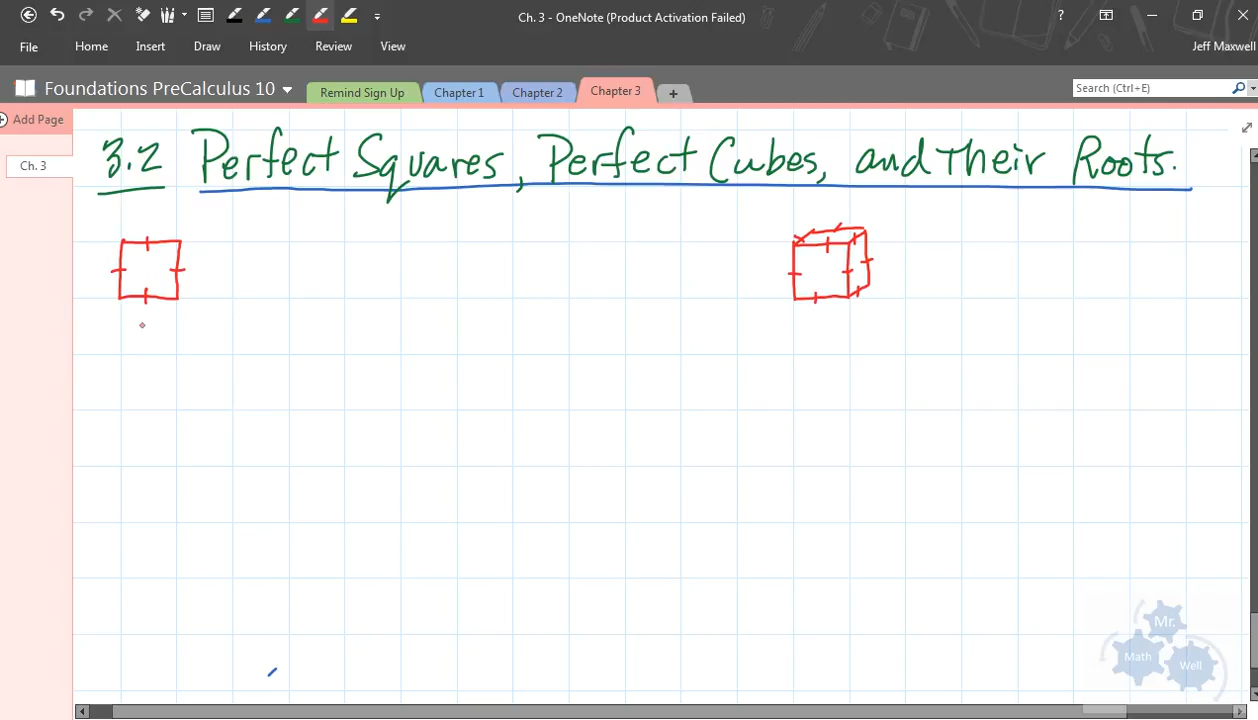 Ch. 3 - OneNote (Product Activation Failed)
?
File Home Insert Draw History Review View
Jeff Maxwell
Foundations PreCalculus 10
Remind Sign Up Chapter 1 Chapter 2 Chapter 3 +
Search (Ctrl+E)
Add Page
Ch. 3
3.2 Perfect Squares, Perfect Cubes, and Their Roots.
Mr.
Math Well